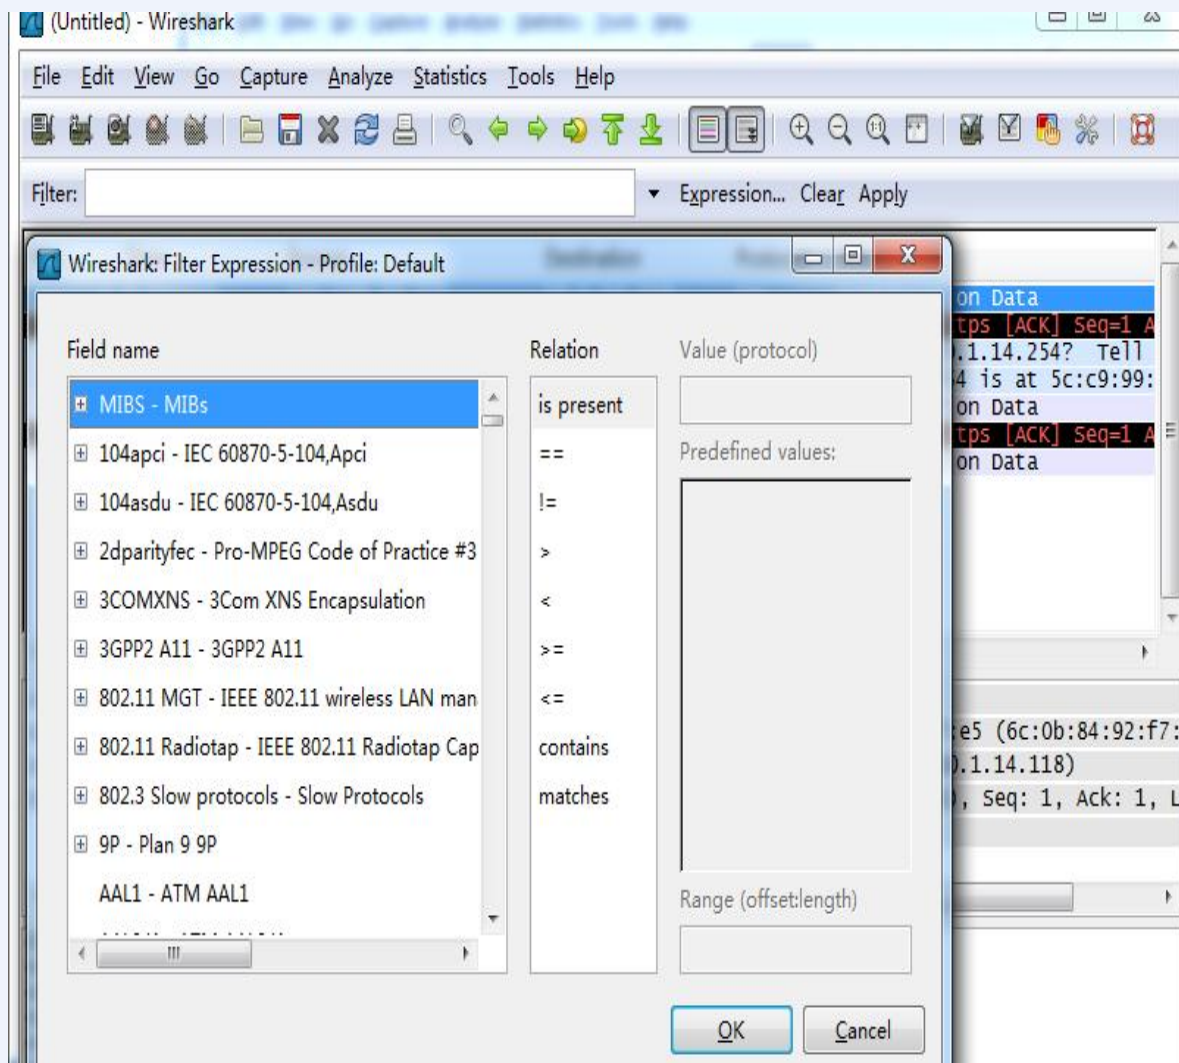 (Untitled) - Wireshark
File Edit View Go Capture Analyze Statistics Tools Help
Filter: Expression... Clear Apply
Wireshark: Filter Expression - Profile: Default
on Data
tps [ACK] Seq=1 A
.1.14.254? Tell
4 is at 5c:c9:99:
on Data
tps [ACK] Seq=1 A
on Data
Field name
MIBS - MIBs
104apci - IEC 60870-5-104,Apci
104asdu - IEC 60870-5-104,Asdu
2dparityfec - Pro-MPEG Code of Practice #3
3COMXNS - 3Com XNS Encapsulation
3GPP2 A11 - 3GPP2 A11
802.11 MGT - IEEE 802.11 wireless LAN man
802.11 Radiotap - IEEE 802.11 Radiotap Cap
802.3 Slow protocols - Slow Protocols
9P - Plan 9 9P
AAL1 - ATM AAL1
Relation
is present
==
!=
>
<
>=
<=
contains
matches
Value (protocol)
Predefined values:
Range (offset:length)
OK Cancel
:e5 (6c:0b:84:92:f7:
.1.14.118)
, Seq: 1, Ack: 1, L